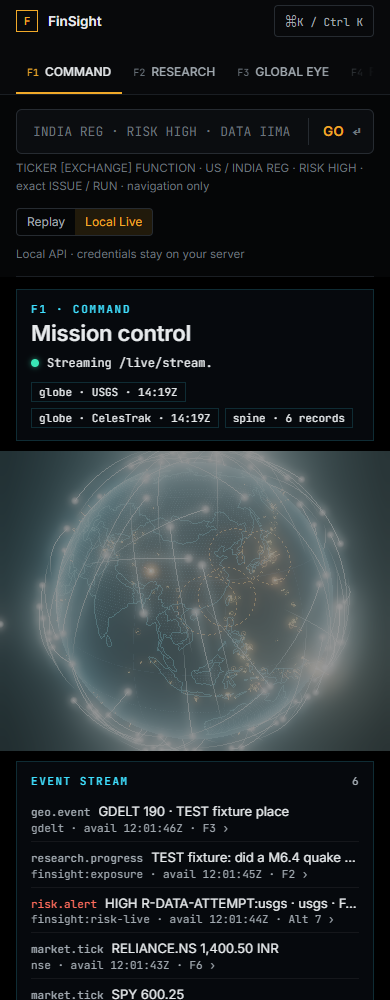 F FinSight ⌘K / Ctrl K
F1 COMMAND F2 RESEARCH F3 GLOBAL EYE F4
INDIA REG · RISK HIGH · DATA IIMA GO ⏎
TICKER [EXCHANGE] FUNCTION · US / INDIA REG · RISK HIGH ·
exact ISSUE / RUN · navigation only
Replay Local Live
Local API · credentials stay on your server
F1 · COMMAND
Mission control
Streaming /live/stream.
globe · USGS · 14:19Z
globe · CelesTrak · 14:19Z spine · 6 records
EVENT STREAM 6
geo.event GDELT 190 · TEST fixture place
gdelt · avail 12:01:46Z · F3 ›
research.progress TEST fixture: did a M6.4 quake ...
finsight:exposure · avail 12:01:45Z · F2 ›
risk.alert HIGH R-DATA-ATTEMPT:usgs · usgs · F...
finsight:risk-live · avail 12:01:44Z · Alt 7 ›
market.tick RELIANCE.NS 1,400.50 INR
nse · avail 12:01:43Z · F6 ›
market.tick SPY 600.25